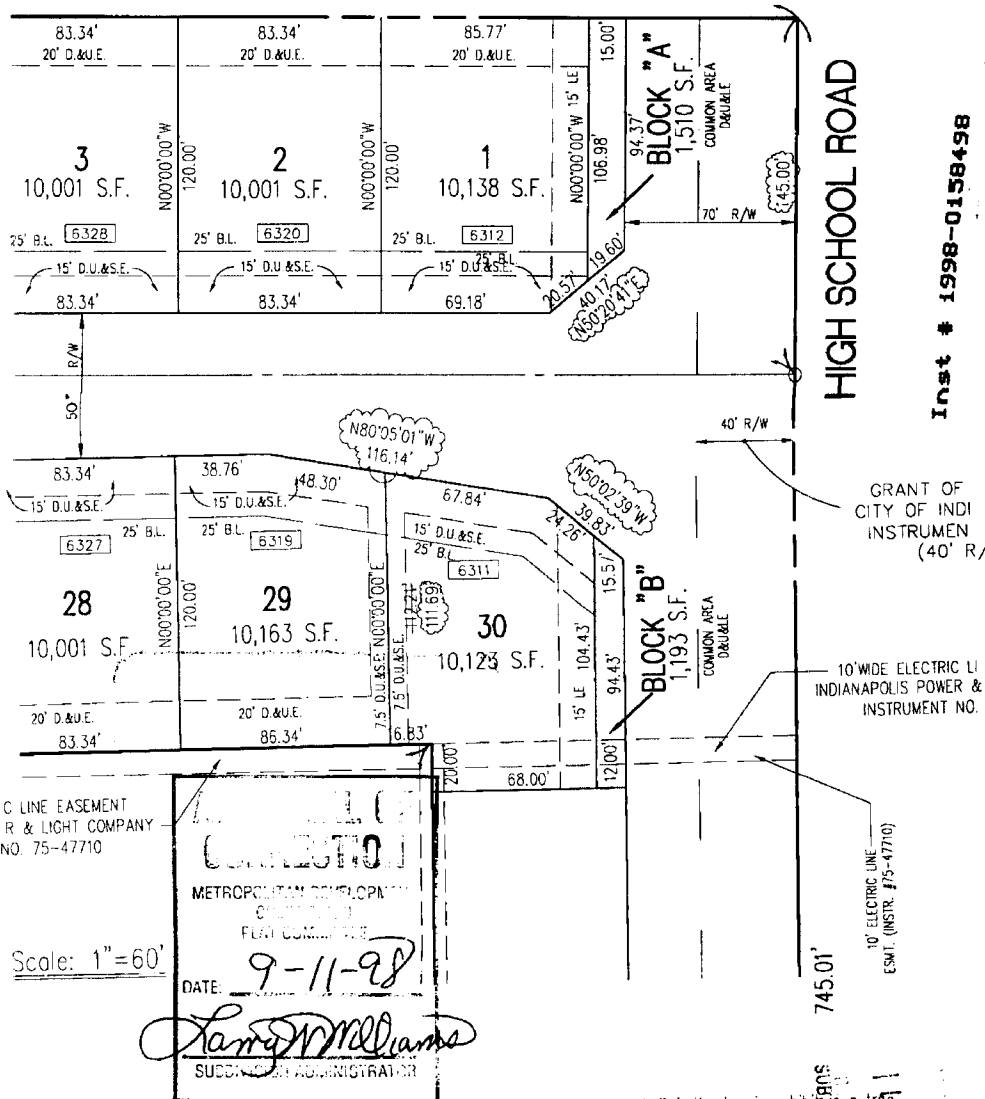 83.34'
20' D.&U.E.
83.34'
20' D.&U.E.
85.77'
20' D.&U.E.
15.00'
3
10,001 S.F.
N00°00'00"W
120.00'
2
10,001 S.F.
N00°00'00"W
120.00'
1
10,138 S.F.
N00°00'00"W
15' LE
106.98'
94.37'
BLOCK "A"
1,510 S.F.
COMMON AREA
D&U&LE
145.00'
HIGH SCHOOL ROAD
Inst # 1998-0158498
25' B.L.
6328
25' B.L.
6320
25' B.L.
6312
25' B.L
70' R/W
15' D.U.&S.E.
15' D.U.&S.E.
15' D.U.&S.E.
83.34'
83.34'
69.18'
20.57'
19.60'
40.17'
N50°20'41"E
R/W
50'
40' R/W
N80°05'01"W
116.14'
83.34'
38.76'
48.30'
67.84'
N50°02'39"W
39.83'
24.26'
15' D.U.&S.E.
15' D.U.&S.E.
15' D.U.&S.E.
25' B.L.
25' B.L.
25' B.L.
6327
6319
6311
15.57'
GRANT OF
CITY OF INDI
INSTRUMEN
(40' R/
28
10,001 S.F.
N00°00'00"E
120.00'
29
10,163 S.F.
N00°00'00"E
111.69'
30
10,123 S.F.
7.5' D.U.&S.E.
7.5' D.U.&S.E.
15' LE
104.43'
94.43'
BLOCK "B"
1,193 S.F.
COMMON AREA
D&U&LE
10'WIDE ELECTRIC LI
INDIANAPOLIS POWER &
INSTRUMENT NO.
20' D.&U.E.
20' D.&U.E.
83.34'
86.34'
6.83'
20.00'
68.00'
12.00'
C LINE EASEMENT
R & LIGHT COMPANY
NO. 75-47710
10' ELECTRIC LINE
ESMT. (INSTR. #75-47710)
METROPOLITAN DEVELOPM
Scale: 1"=60'
DATE: 9-11-98
SUBDIVISION ADMINISTRATOR
745.01'